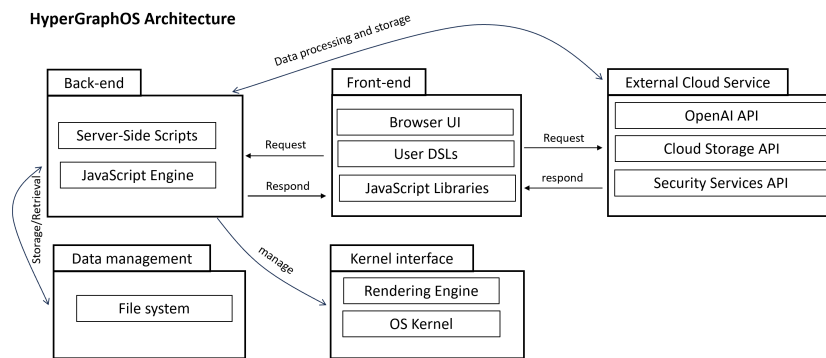 HyperGraphOS Architecture
Data processing and storage
Back-end
Server-Side Scripts
JavaScript Engine
Request
Respond
Front-end
Browser UI
User DSLs
JavaScript Libraries
Request
respond
External Cloud Service
OpenAI API
Cloud Storage API
Security Services API
Storage/Retrieval
manage
Data management
File system
Kernel interface
Rendering Engine
OS Kernel